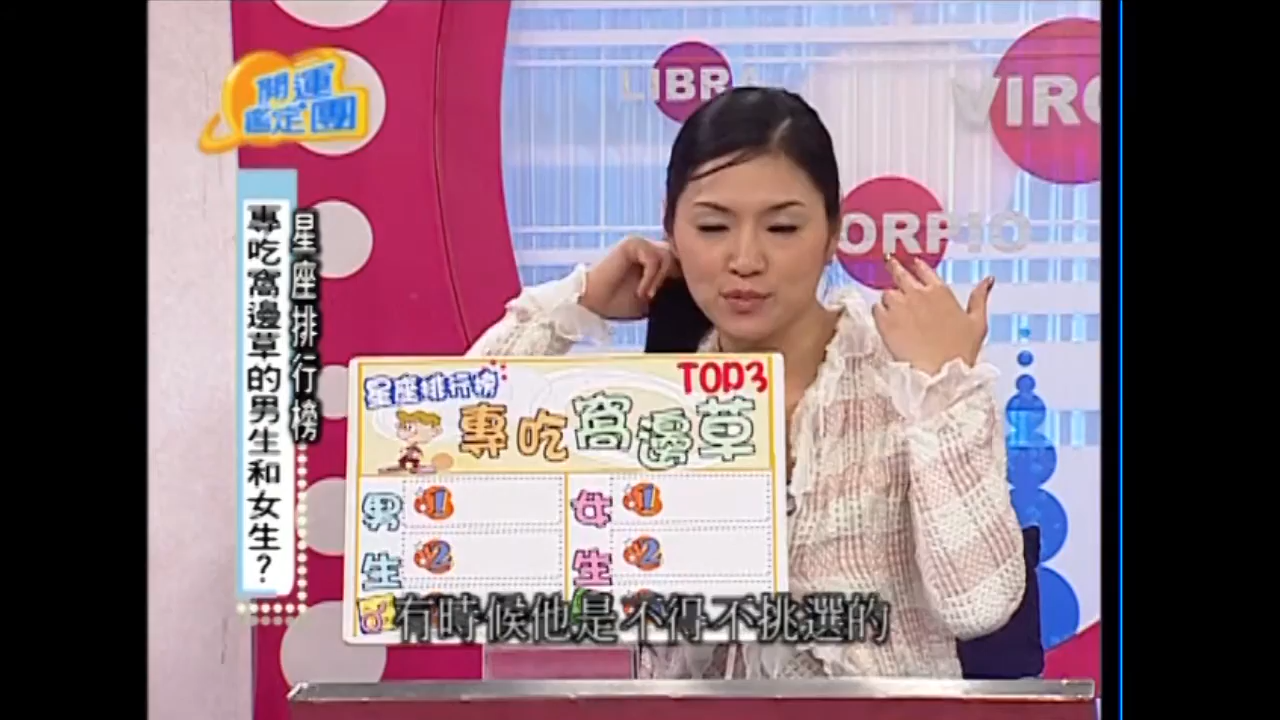 開運
鑑定團
LIBRA
VIRG
ORPIO
星座排行榜
專吃窩邊草的男生和女生?
星座排行榜
TOP3
專吃窩邊草
男生
1
2
女生
1
2
有時候他是不得不挑選的